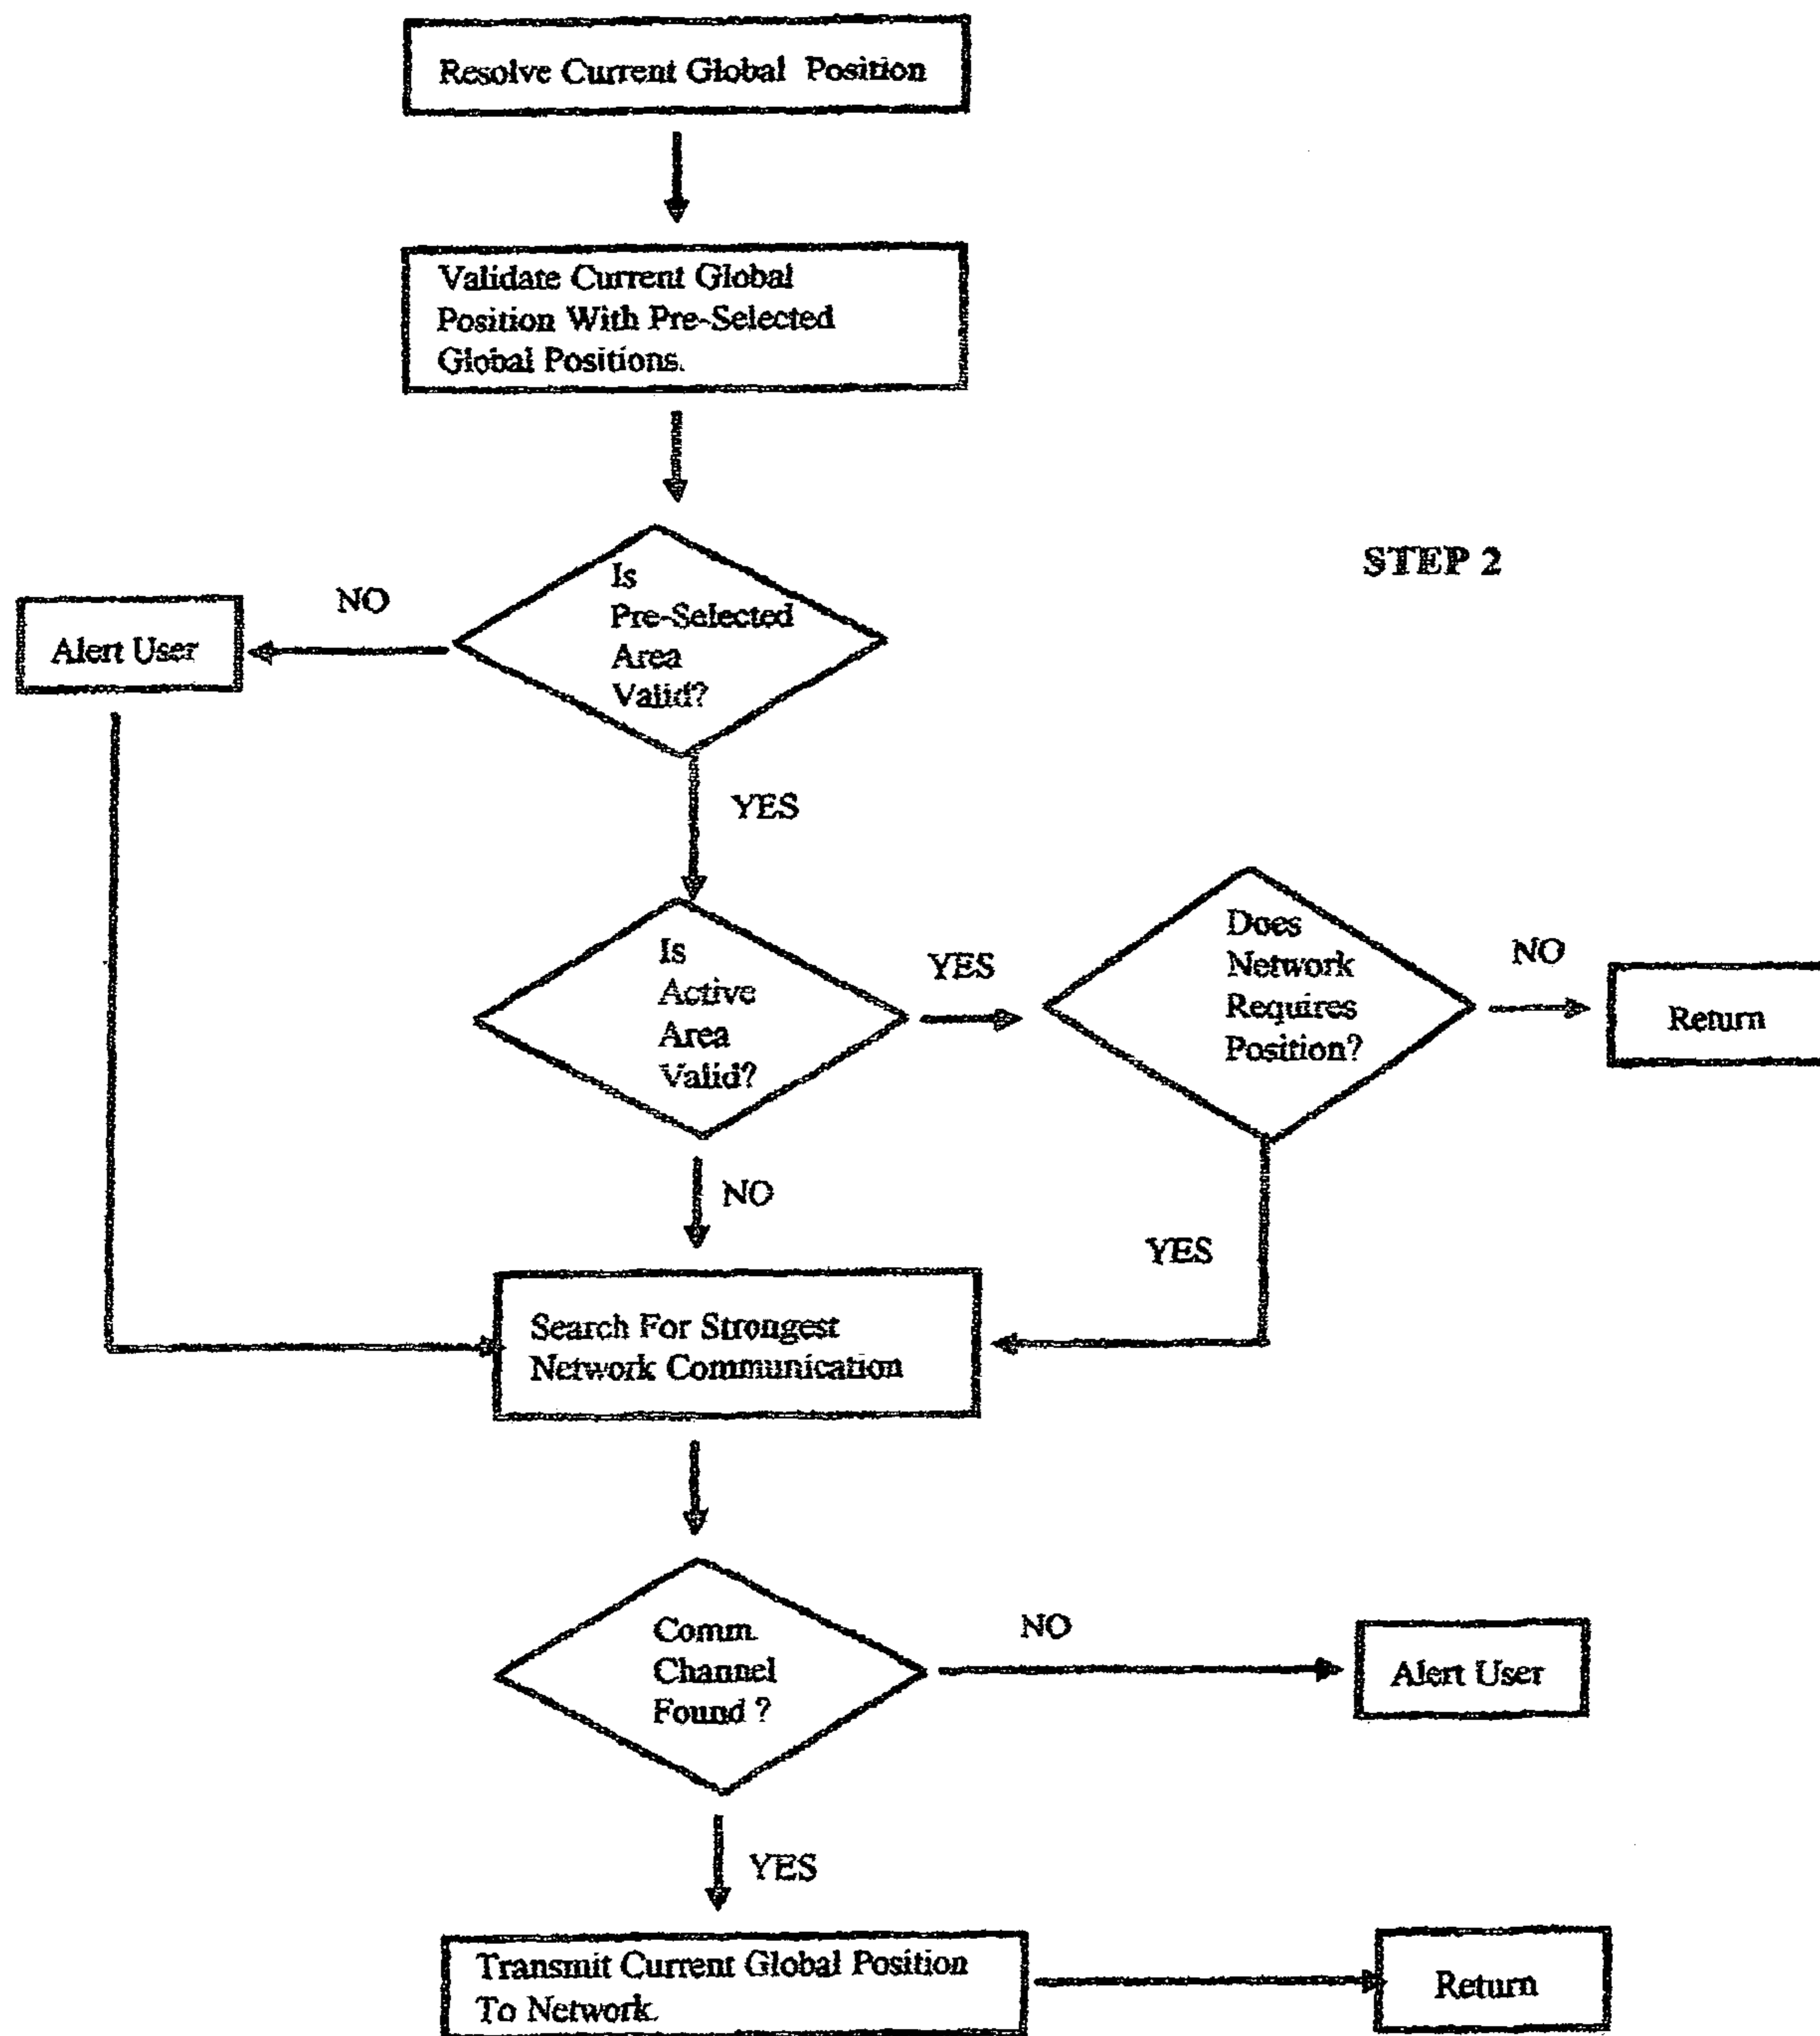 Resolve Current Global Position
Validate Current Global
Position With Pre-Selected
Global Positions.
STEP 2
Is
Pre-Selected
Area
Valid?
NO
Alert User
YES
Is
Active
Area
Valid?
YES
Does
Network
Requires
Position?
NO
Return
NO
YES
Search For Strongest
Network Communication
Comm.
Channel
Found ?
NO
Alert User
YES
Transmit Current Global Position
To Network.
Return